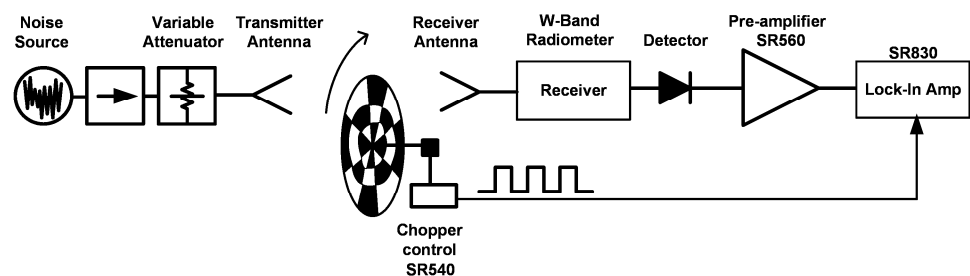 Noise
Source
Variable
Attenuator
Transmitter
Antenna
Receiver
Antenna
W-Band
Radiometer
Receiver
Detector
Pre-amplifier
SR560
SR830
Lock-In Amp
Chopper
control
SR540